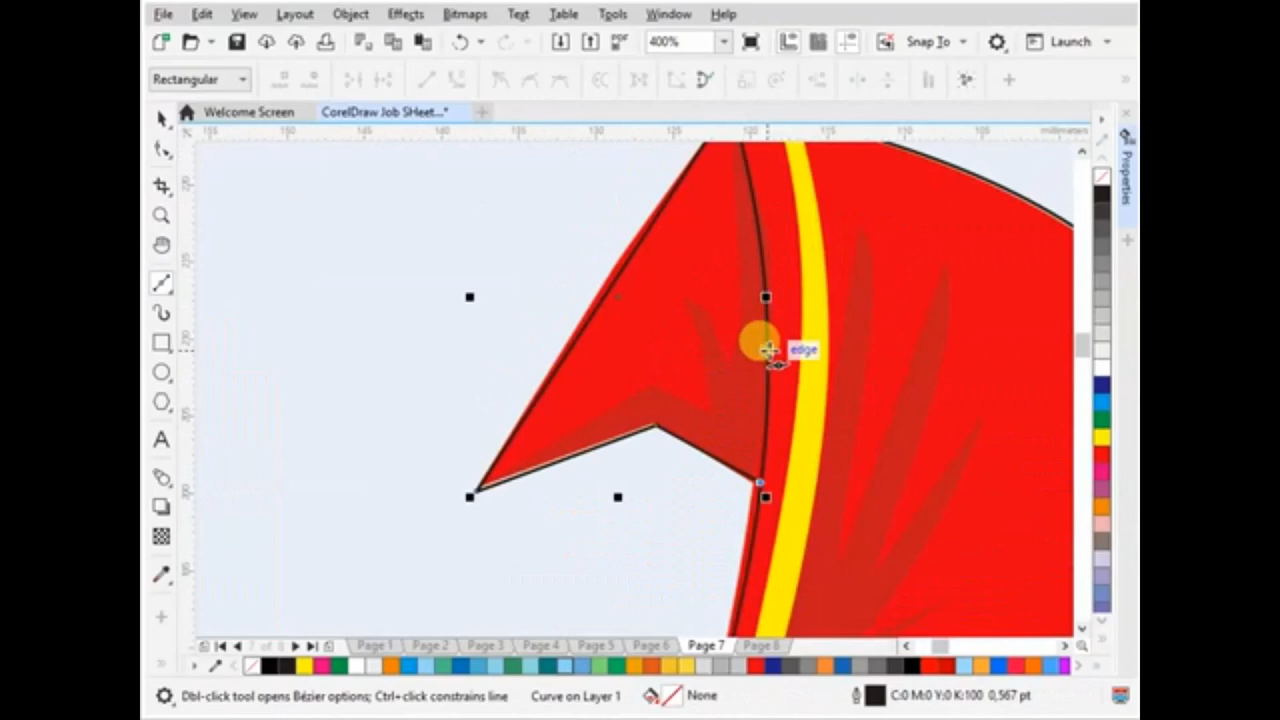 File Edit View Layout Object Effects Bitmaps Text Table Tools Window Help
PDF 400% Snap To Launch
Rectangular
Welcome Screen CorelDraw Job SHeet...*
millimeters
Properties
edge
Page 1 Page 2 Page 3 Page 4 Page 5 Page 6 Page 7 Page 8
Dbl-click tool opens Bézier options; Ctrl+click constrains line Curve on Layer 1 None C:0 M:0 Y:0 K:100 0,567 pt